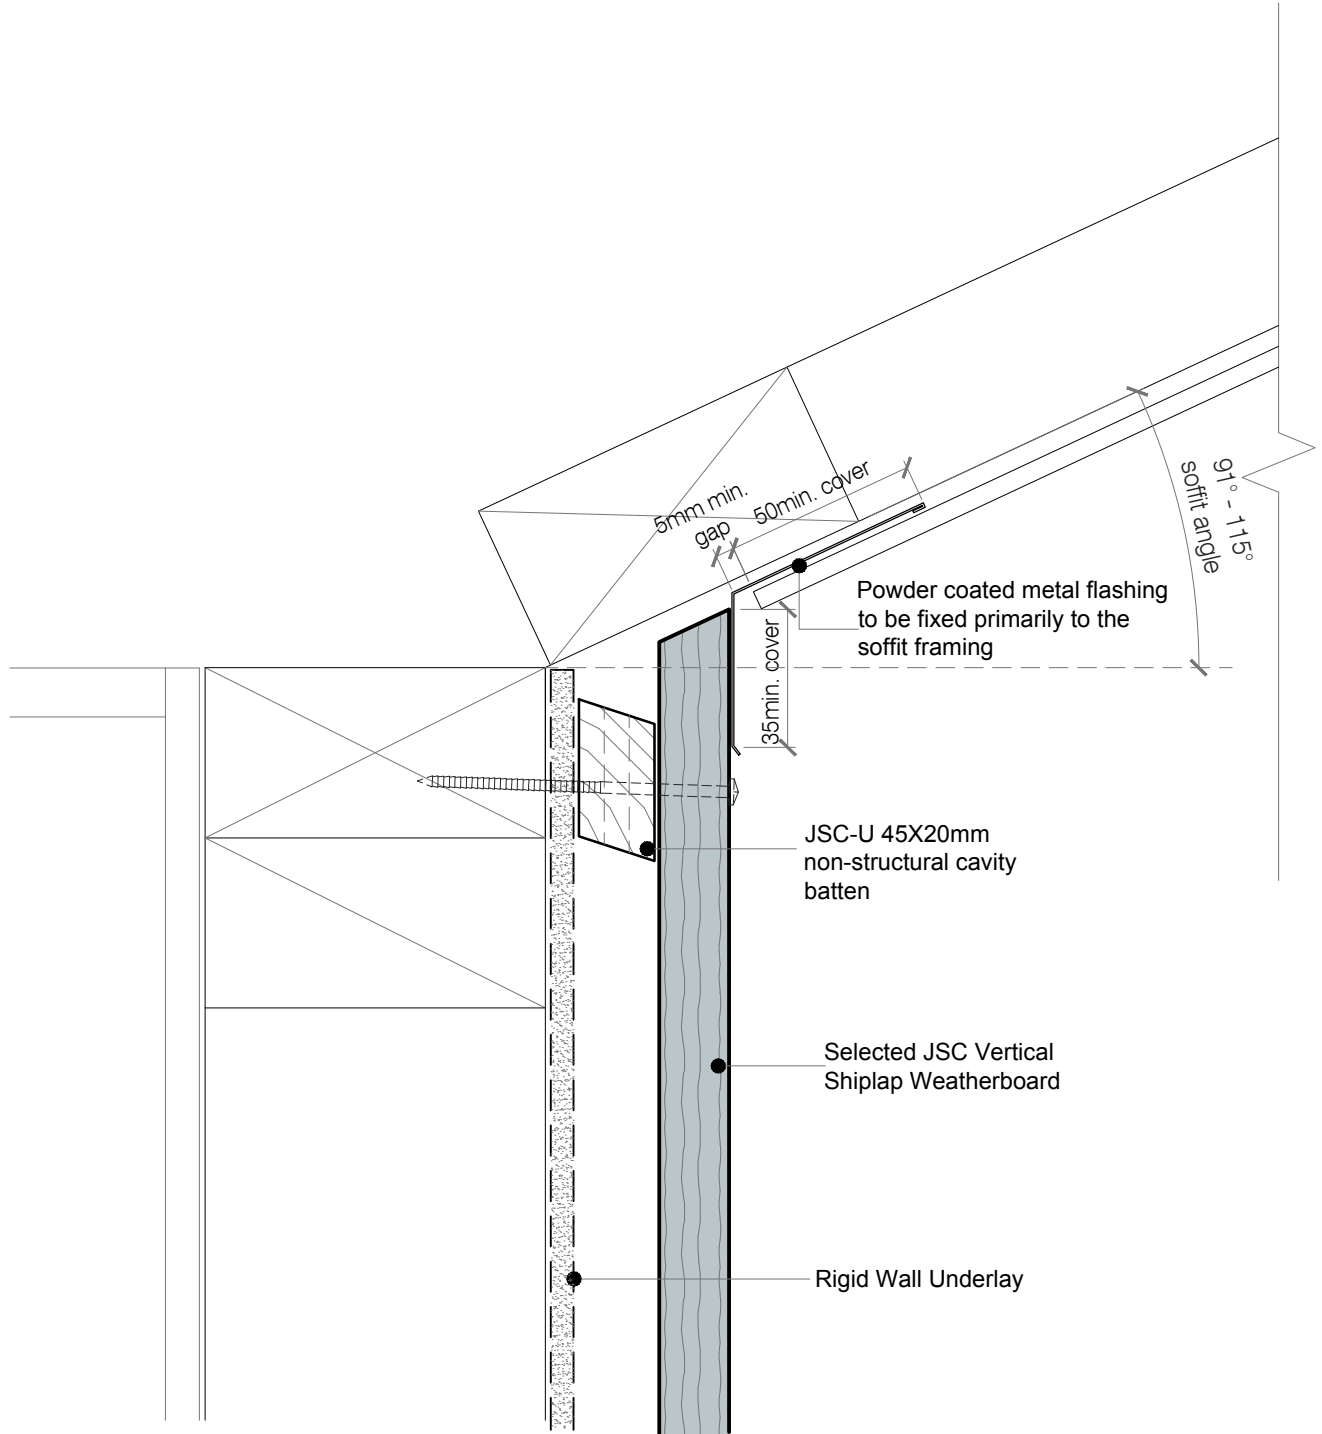 5mm min.
gap
50min. cover
91° - 115°
soffit angle
Powder coated metal flashing
to be fixed primarily to the
soffit framing
35min. cover
JSC-U 45X20mm
non-structural cavity
batten
Selected JSC Vertical
Shiplap Weatherboard
Rigid Wall Underlay